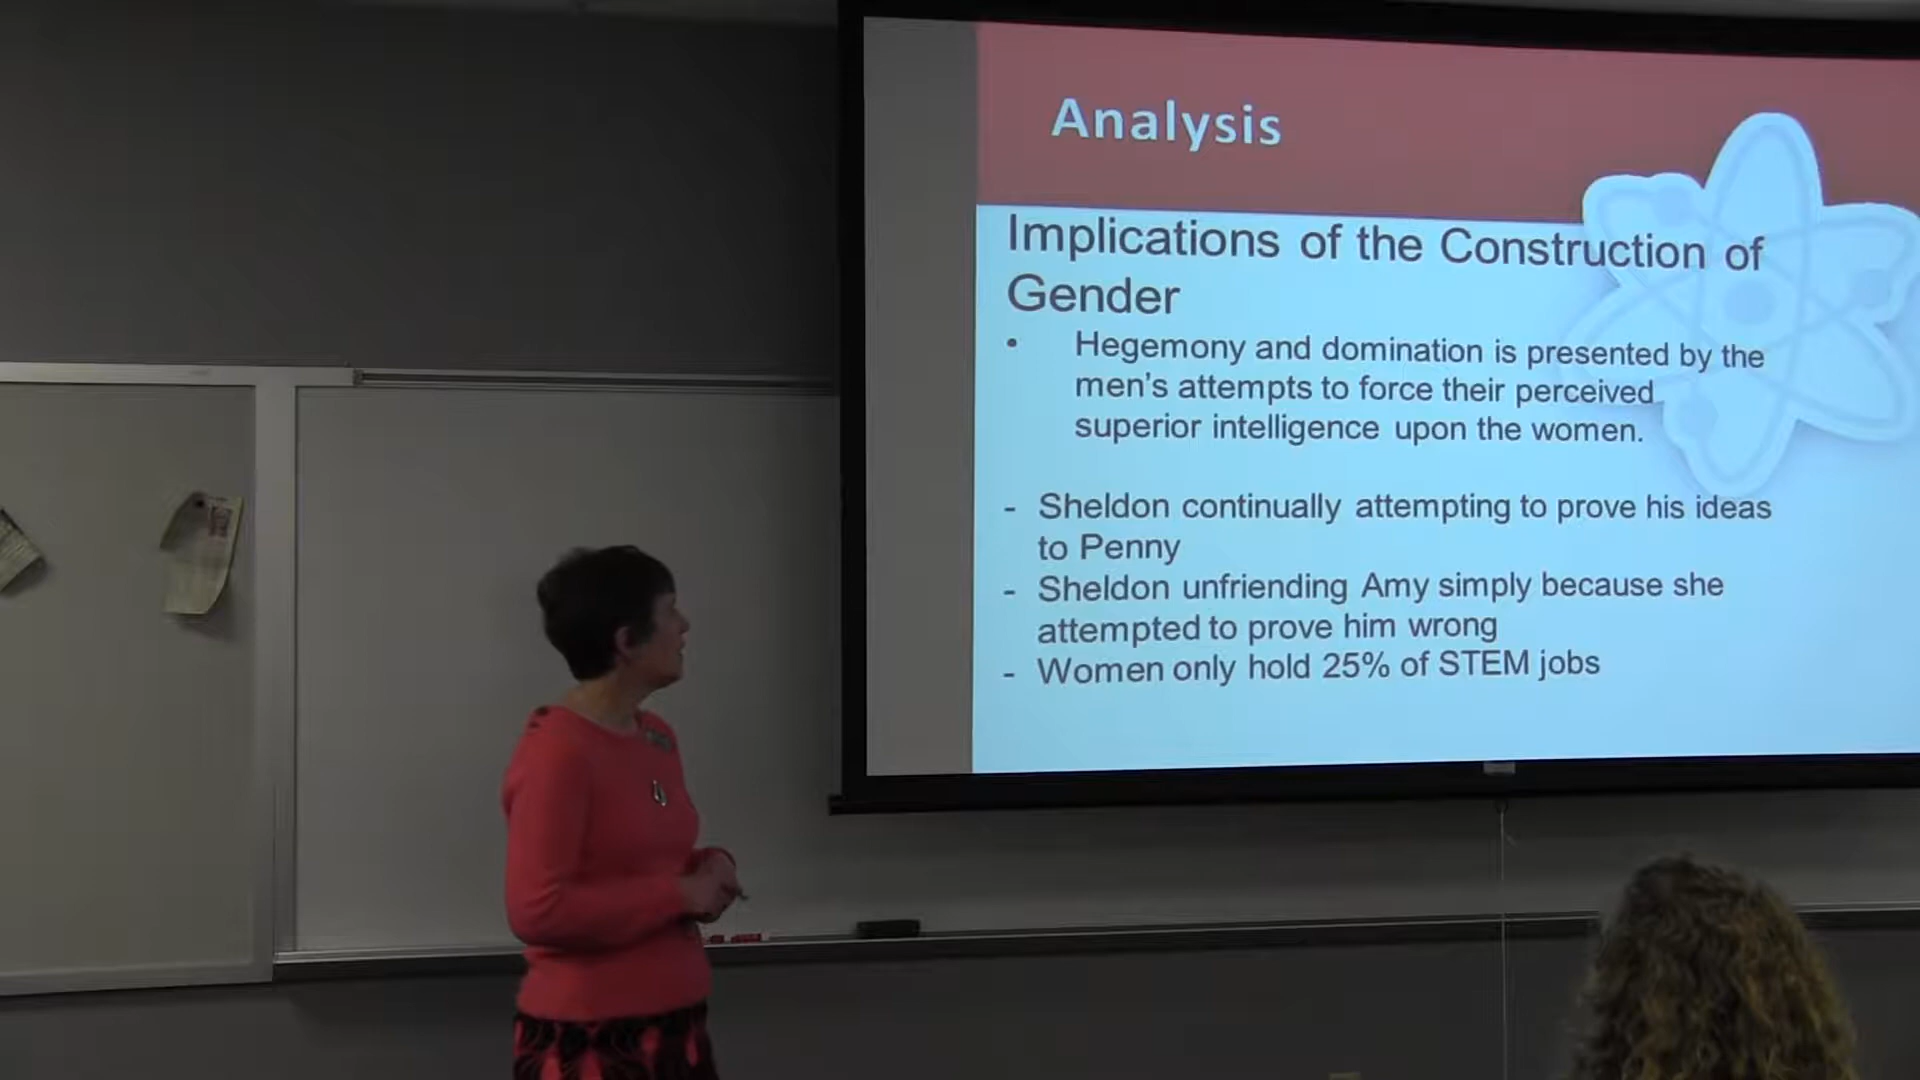 Analysis
Implications of the Construction of
Gender
• Hegemony and domination is presented by the
men's attempts to force their perceived
superior intelligence upon the women.
- Sheldon continually attempting to prove his ideas
to Penny
- Sheldon unfriending Amy simply because she
attempted to prove him wrong
- Women only hold 25% of STEM jobs